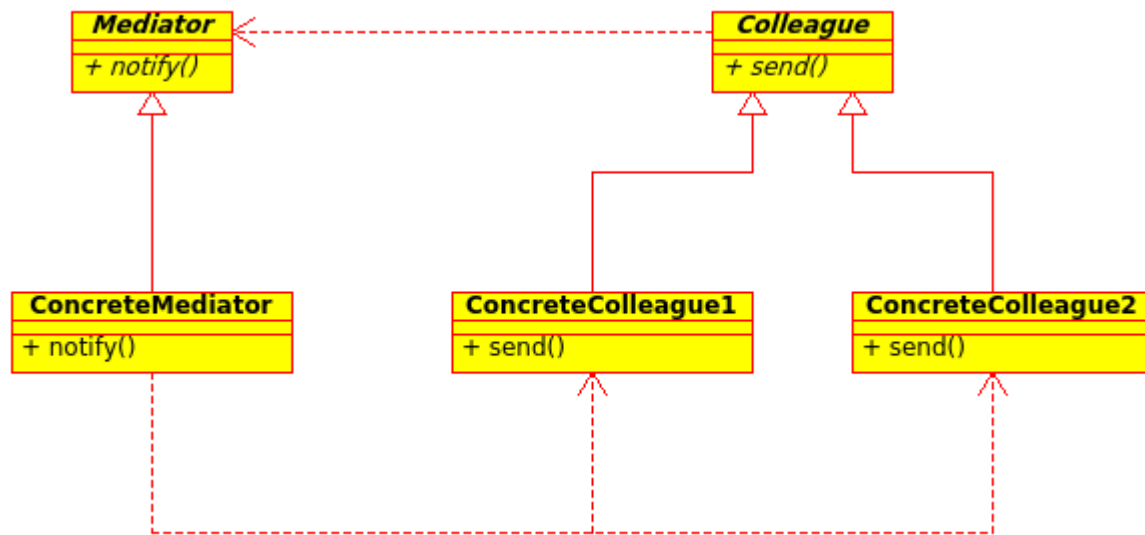 Mediator
+ notify()
Colleague
+ send()
ConcreteMediator
+ notify()
ConcreteColleague1
+ send()
ConcreteColleague2
+ send()